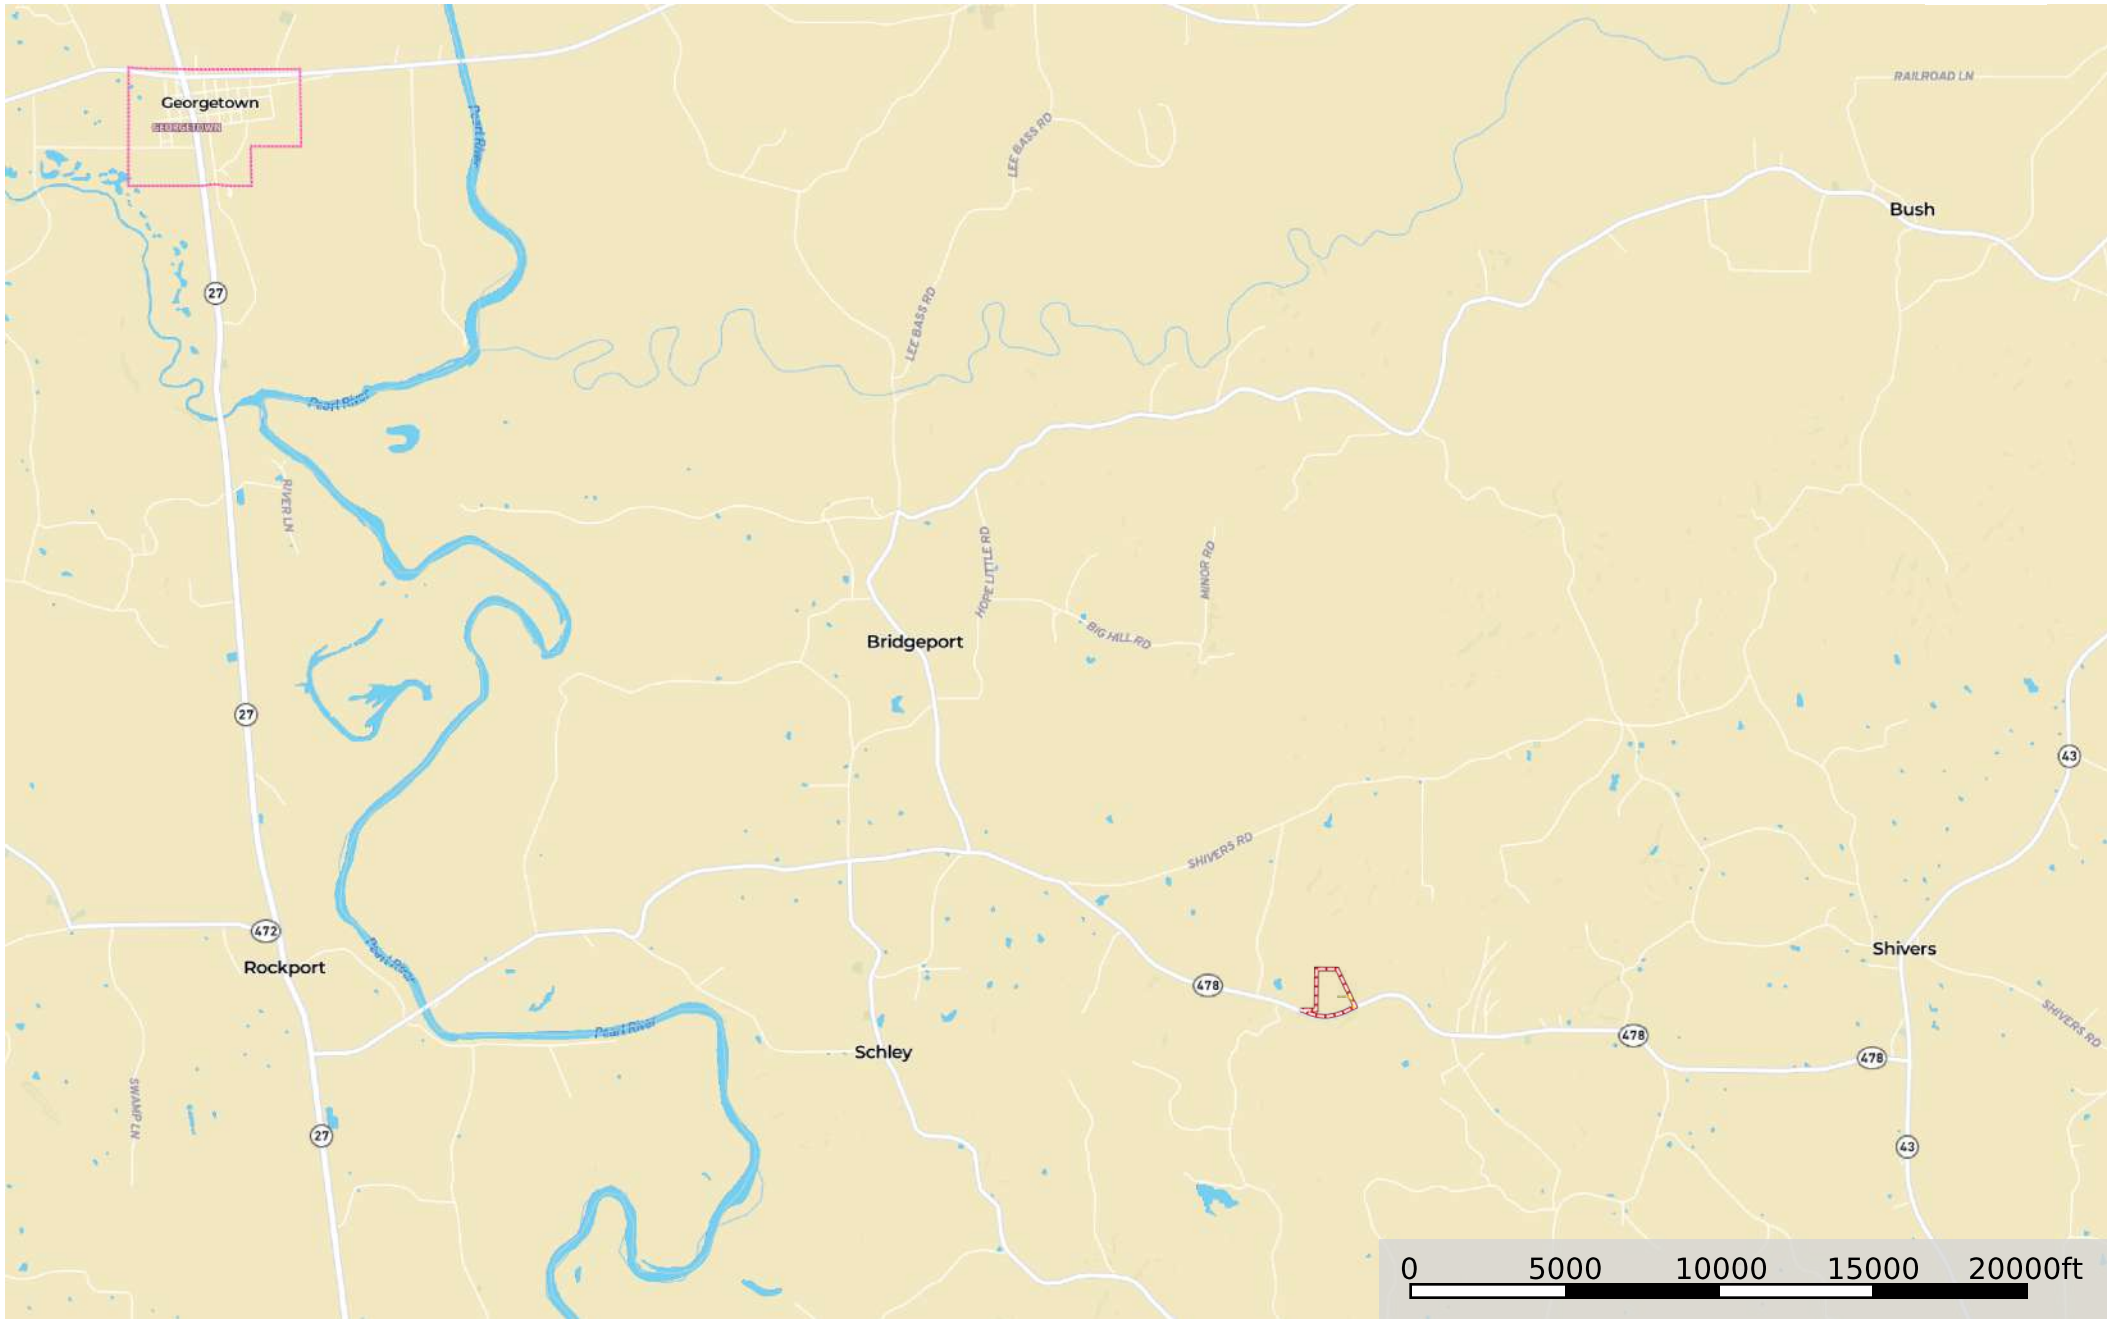 RAILROAD LN
Georgetown
GEORGETOWN
Pearl River
LEE BASS RD
Bush
27
LEE BASS RD
Pearl River
RIVER LN
HOPE LITTLE RD
MINOR RD
BIG HILL RD
Bridgeport
27
43
SHIVERS RD
472
Rockport
Pearl River
Shivers
478
SHIVERS RD
Pearl River
478
Schley
478
SWAMP LN
27
43
0 5000 10000 15000 20000ft